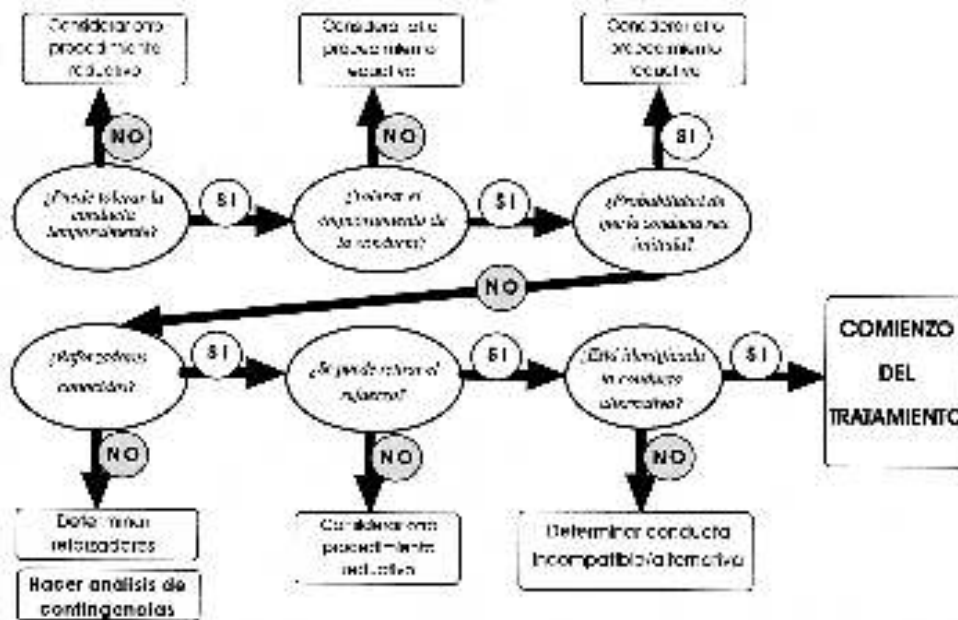 Considerar otro
procedimiento
reductivo
Considerar otro
procedimiento
reductivo
Considerar otro
procedimiento
reductivo
NO
NO
SI
¿Puede tolerar la
conducta
temporalmente?
SI
¿Tolerar el
empeoramiento de
la conducta?
SI
¿Probabilidad de
que la conducta sea
imitada?
NO
¿Reforzadores
conocidos?
SI
¿Se puede retirar el
refuerzo?
SI
¿Está identificada
la conducta
alternativa?
SI
COMIENZO
DEL
TRATAMIENTO
NO
NO
NO
Determinar
reforzadores
Hacer análisis de
contingencias
Considerar otro
procedimiento
reductivo
Determinar conducta
incompatible/alternativa